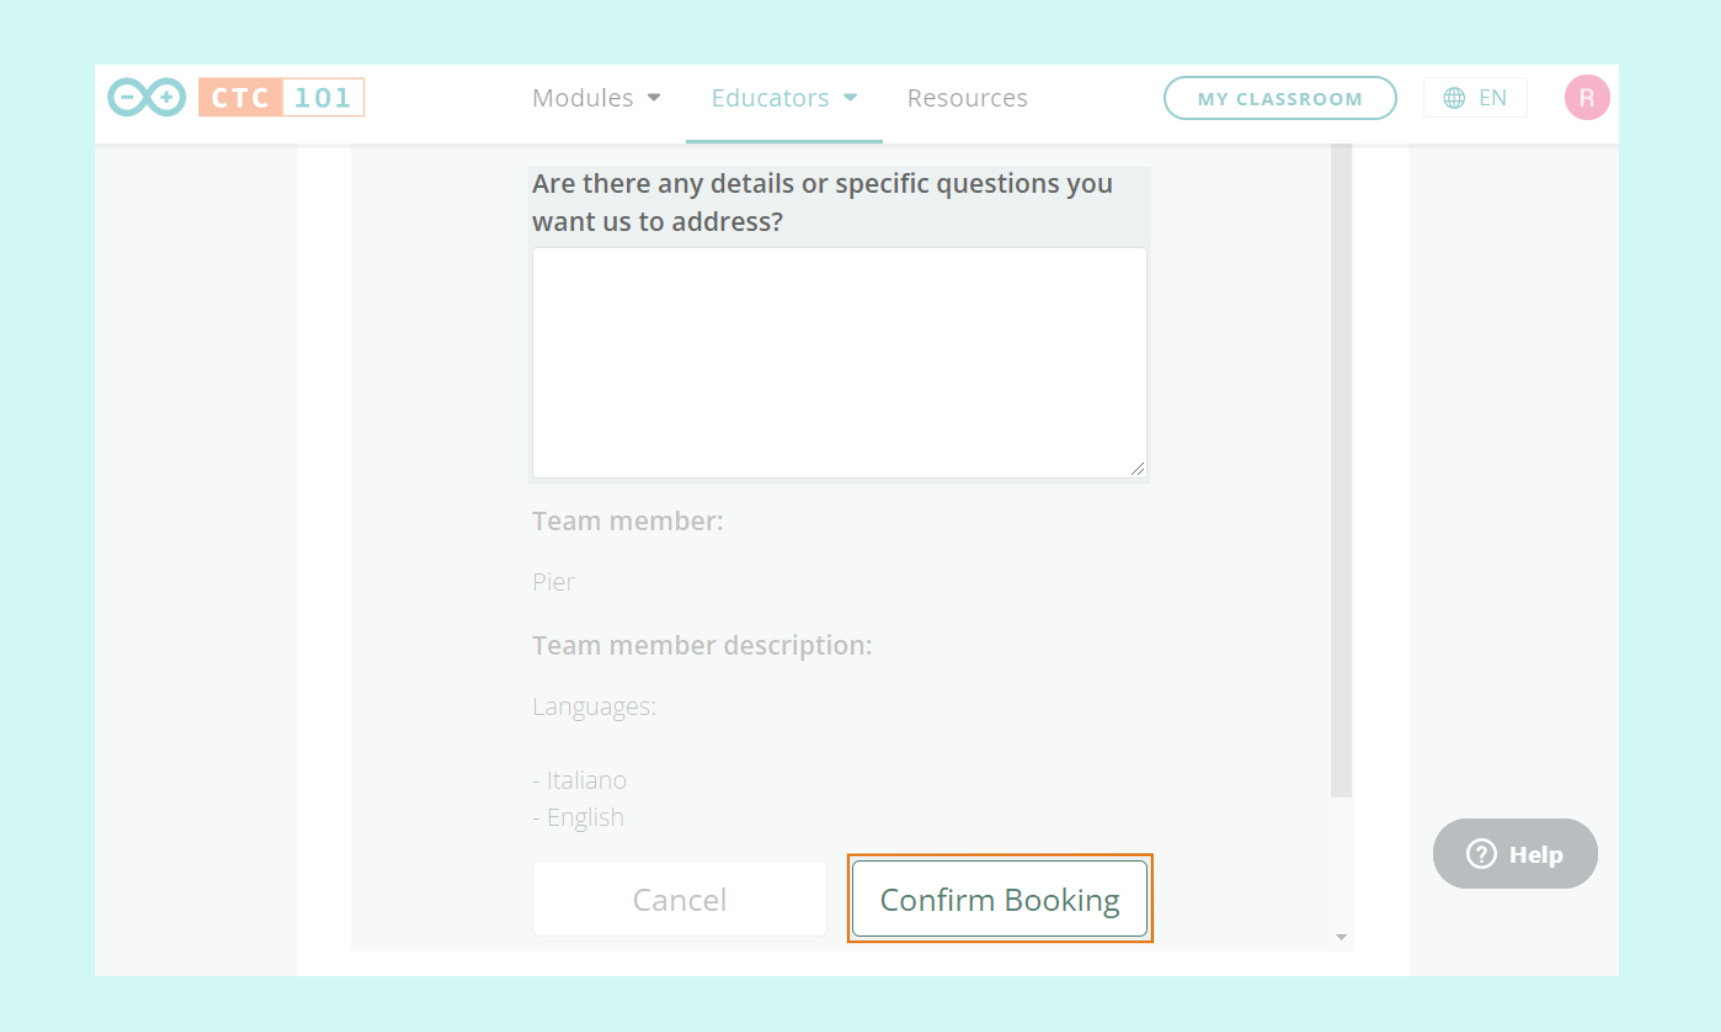 CTC 101
Modules
Educators
Resources
MY CLASSROOM
EN
R
Are there any details or specific questions you
want us to address?
Team member:
Pier
Team member description:
Languages:
- Italiano
- English
Cancel
Confirm Booking
? Help